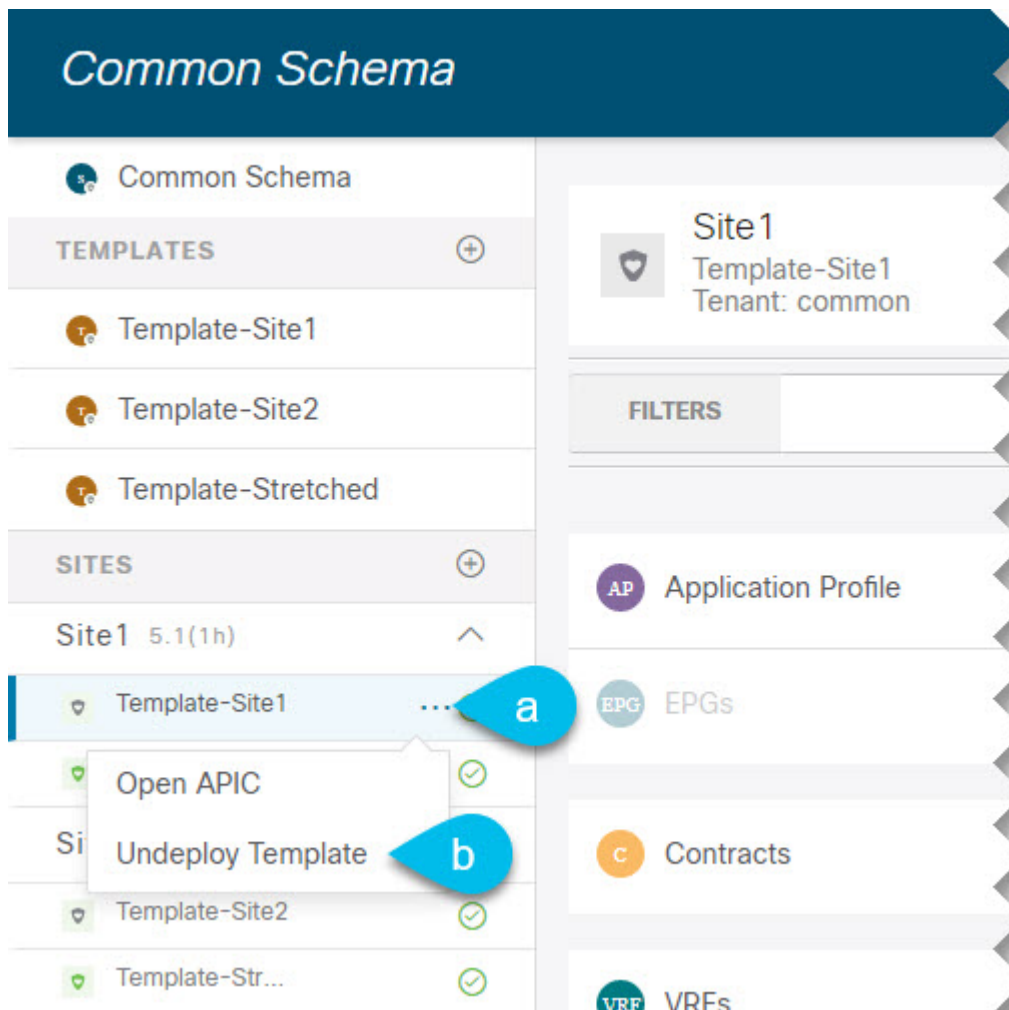 Common Schema
Common Schema
TEMPLATES
Template-Site1
Template-Site2
Template-Stretched
SITES
Site1 5.1(1h)
Template-Site1
a
Open APIC
Si
Undeploy Template
b
Template-Site2
Template-Str...
Site1
Template-Site1
Tenant: common
FILTERS
AP Application Profile
EPG EPGs
C Contracts
VRF VRFs